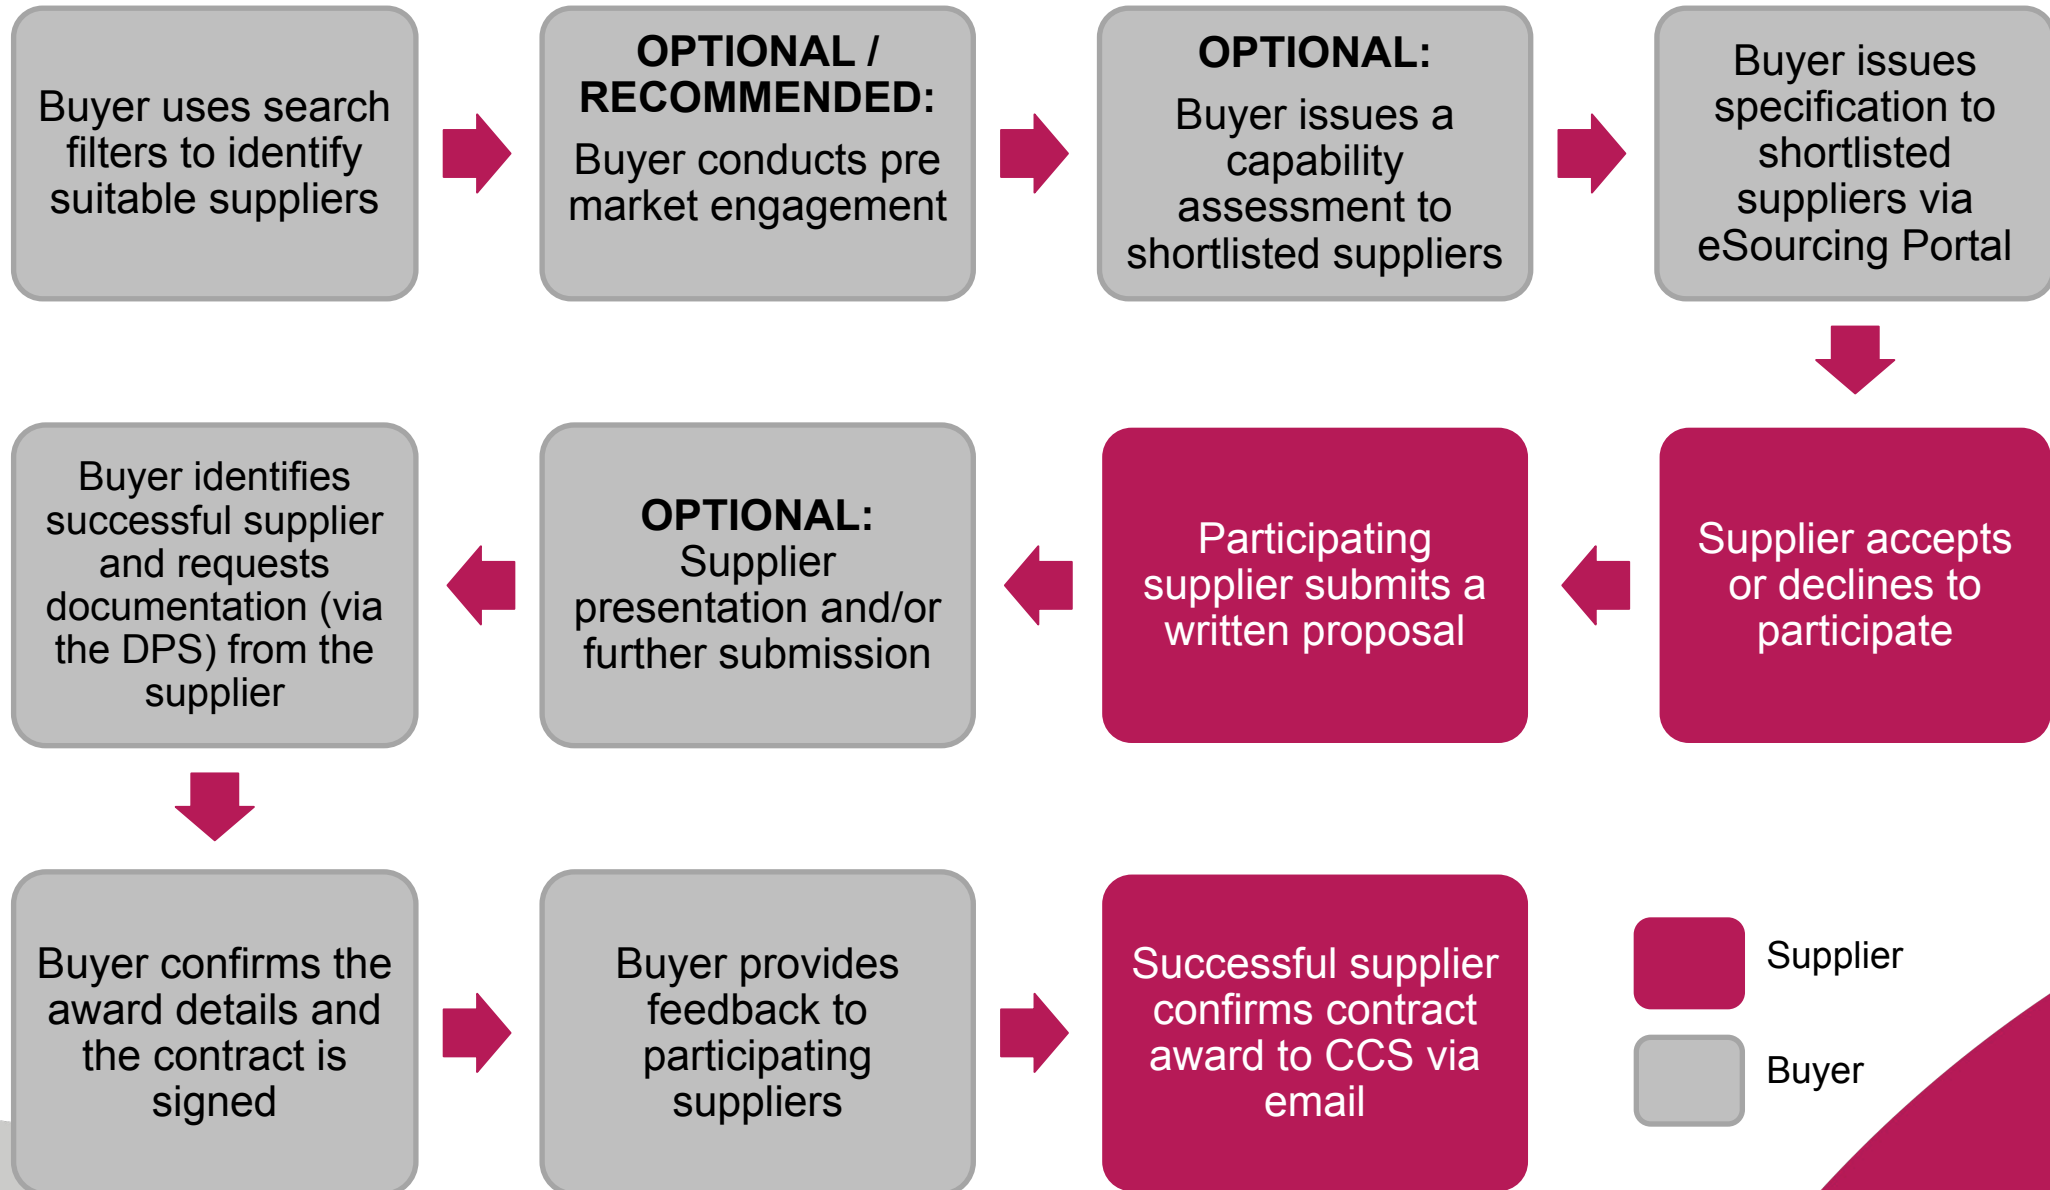 Buyer uses search
filters to identify
suitable suppliers
OPTIONAL /
RECOMMENDED:
Buyer conducts pre
market engagement
OPTIONAL:
Buyer issues a
capability
assessment to
shortlisted suppliers
Buyer issues
specification to
shortlisted
suppliers via
eSourcing Portal
Supplier accepts
or declines to
participate
Participating
supplier submits a
written proposal
OPTIONAL:
Supplier
presentation and/or
further submission
Buyer identifies
successful supplier
and requests
documentation (via
the DPS) from the
supplier
Buyer confirms the
award details and
the contract is
signed
Buyer provides
feedback to
participating
suppliers
Successful supplier
confirms contract
award to CCS via
email
Supplier
Buyer